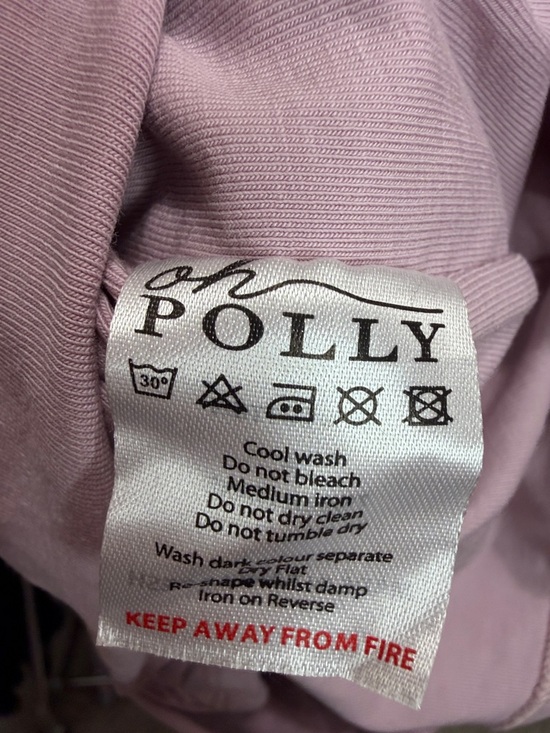 oh
POLLY
30°
Cool wash
Do not bleach
Medium iron
Do not dry clean
Do not tumble dry
Wash dark colour separate
Dry Flat
Re-shape whilst damp
Iron on Reverse
KEEP AWAY FROM FIRE